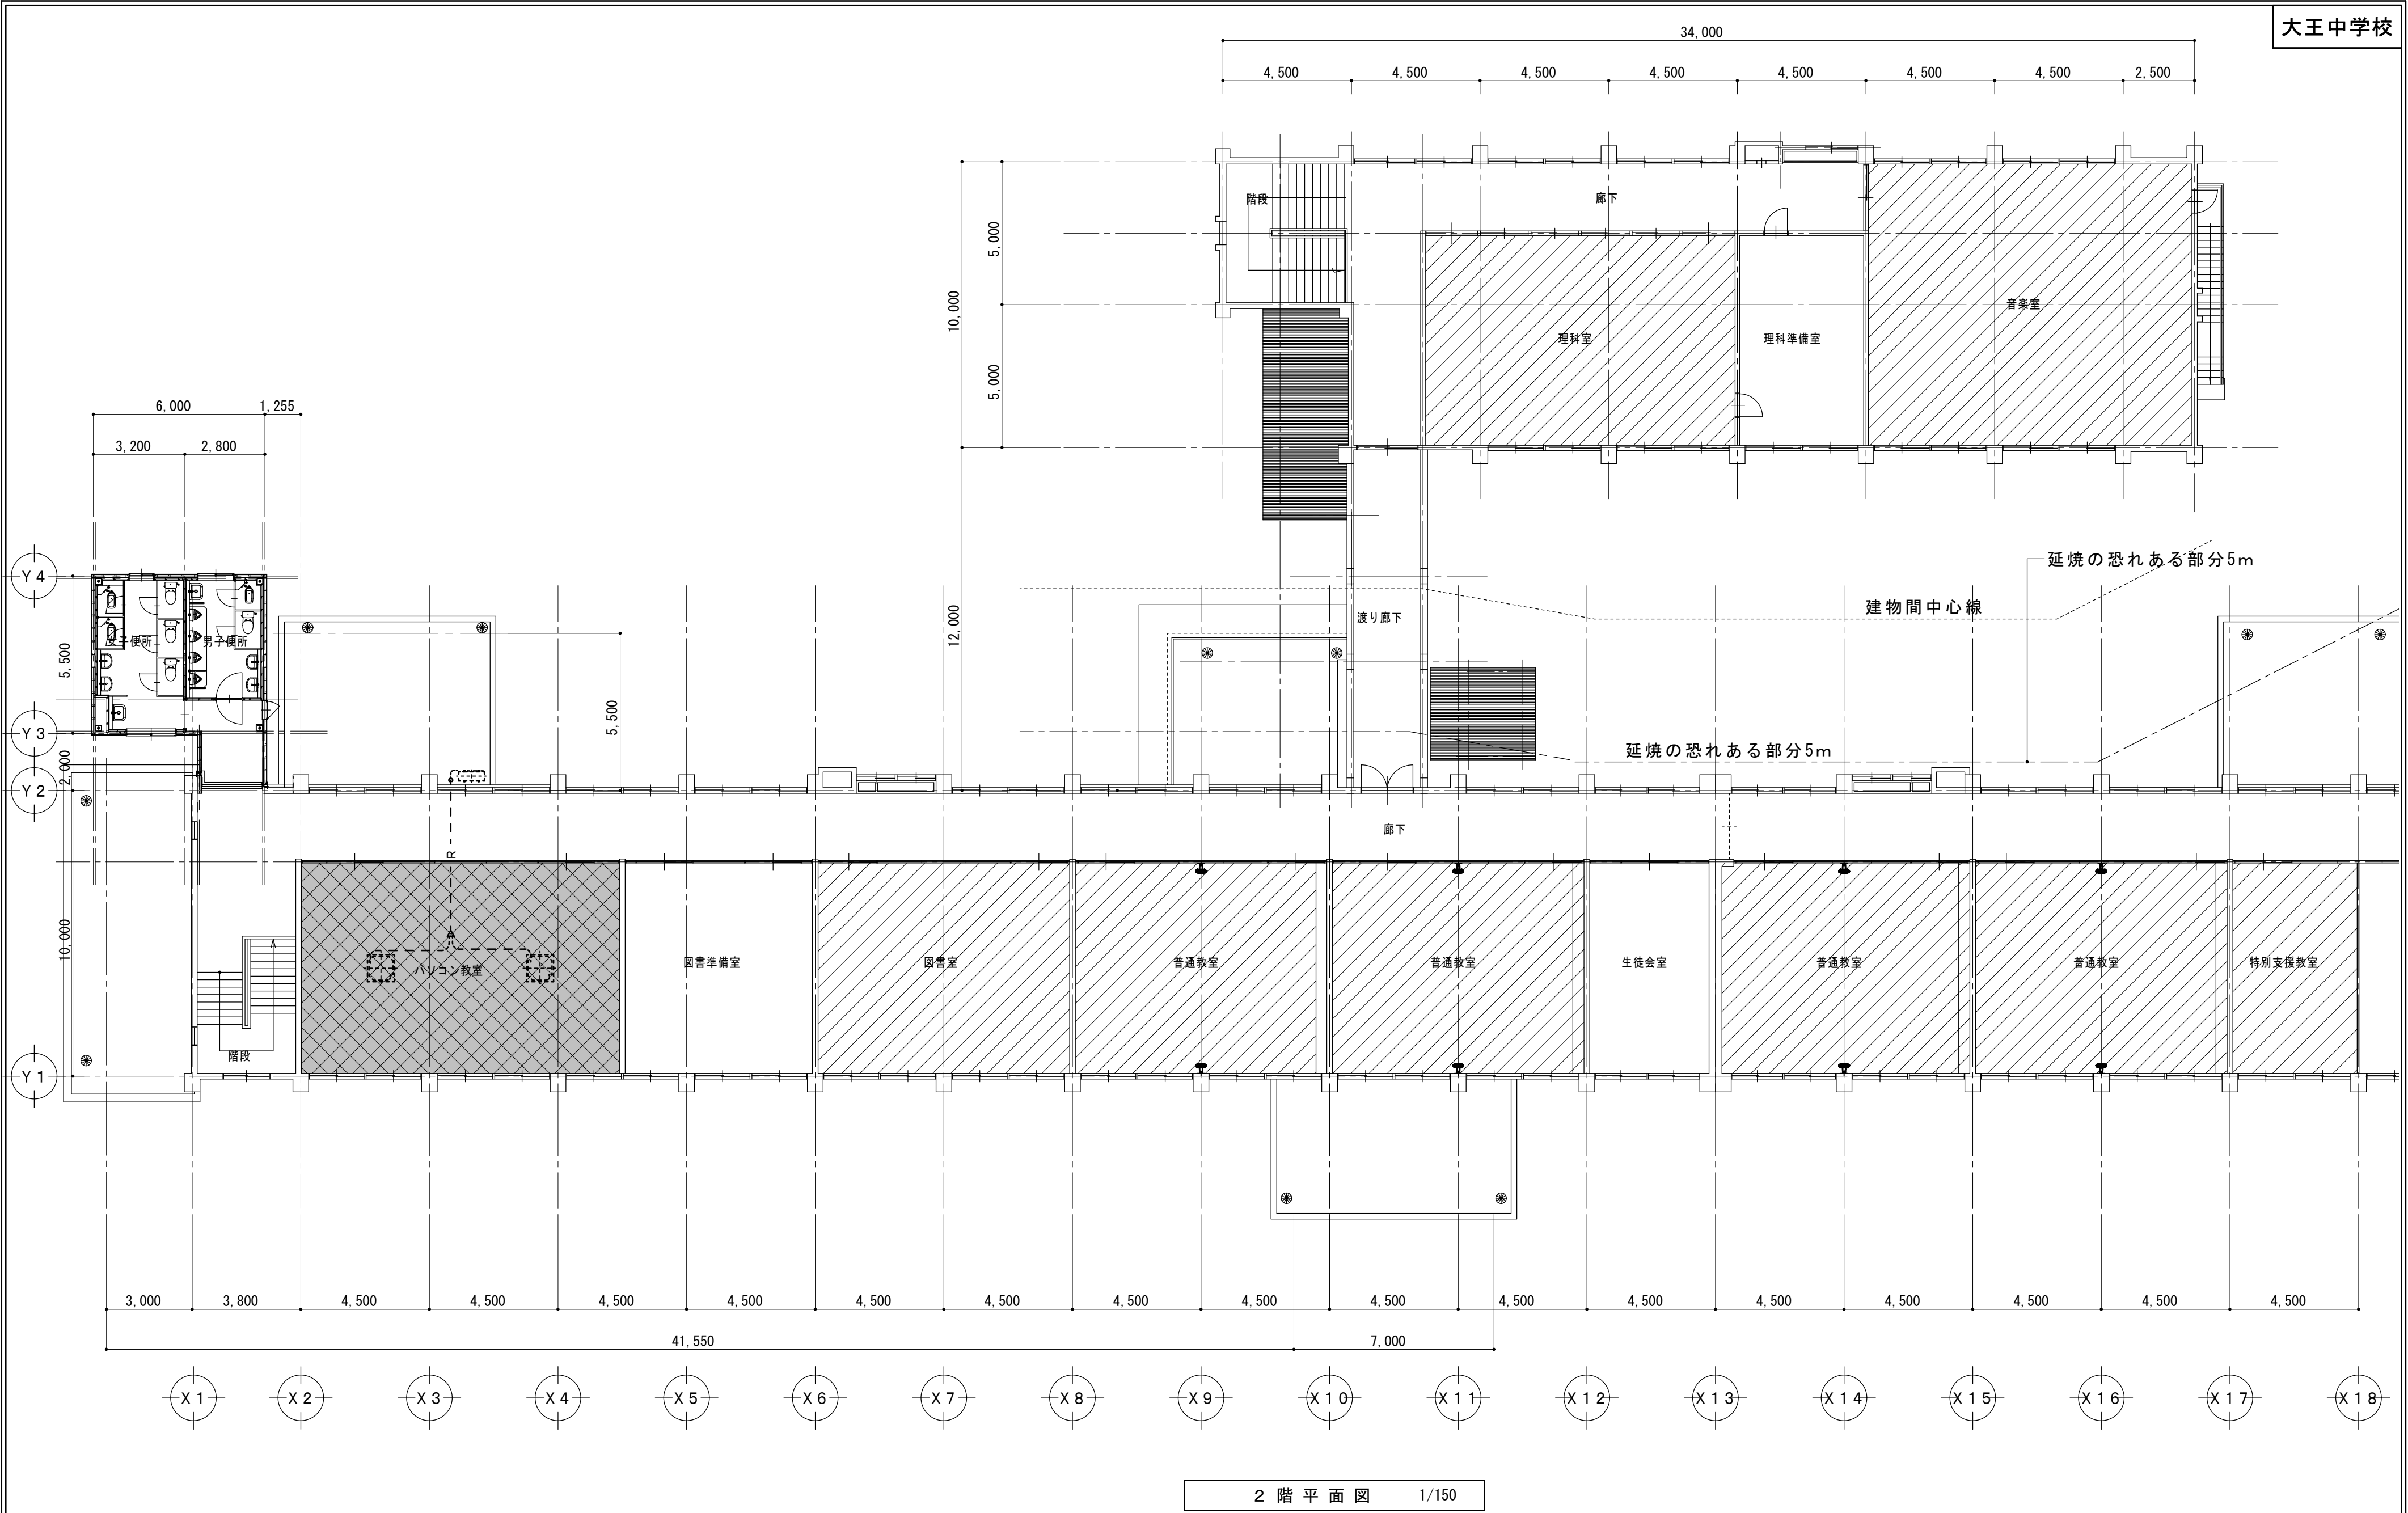 大王中学校
34,000
4,500 4,500 4,500 4,500 4,500 4,500 4,500 2,500
階段
廊下
5,000
10,000
5,000
理科室
理科準備室
音楽室
6,000 1,255
3,200 2,800
Y4
延焼の恐れある部分5m
建物間中心線
渡り廊下
12,000
女子便所
男子便所
5,500
5,500
Y3
延焼の恐れある部分5m
2,000
Y2
廊下
R
10,000
パソコン教室
図書準備室
図書室
普通教室
普通教室
生徒会室
普通教室
普通教室
特別支援教室
階段
Y1
3,000 3,800 4,500 4,500 4,500 4,500 4,500 4,500 4,500 4,500 4,500 4,500 4,500 4,500 4,500 4,500 4,500 4,500
41,550 7,000
X1 X2 X3 X4 X5 X6 X7 X8 X9 X10 X11 X12 X13 X14 X15 X16 X17 X18
2階平面図 1/150